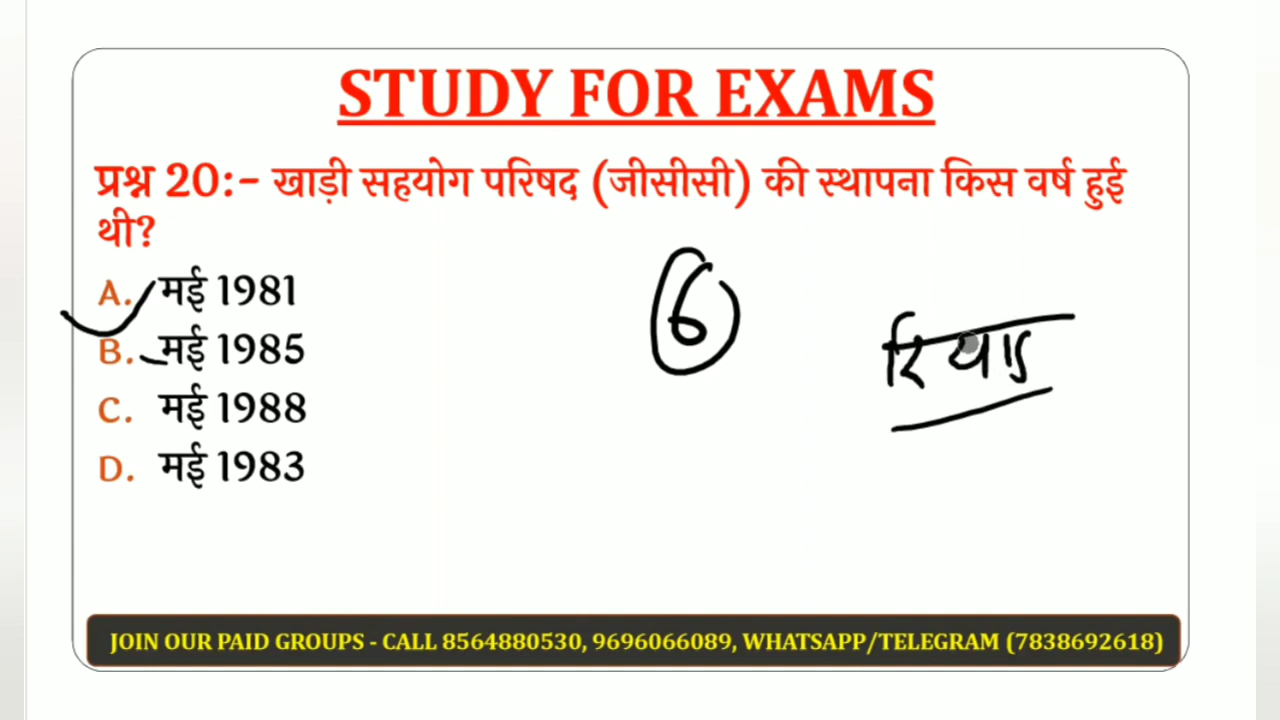 STUDY FOR EXAMS
प्रश्न 20:- खाड़ी सहयोग परिषद (जीसीसी) की स्थापना किस वर्ष हुई
थी?
A. मई 1981
B. मई 1985
C. मई 1988
D. मई 1983
6
रियाड
JOIN OUR PAID GROUPS - CALL 8564880530, 9696066089, WHATSAPP/TELEGRAM (7838692618)